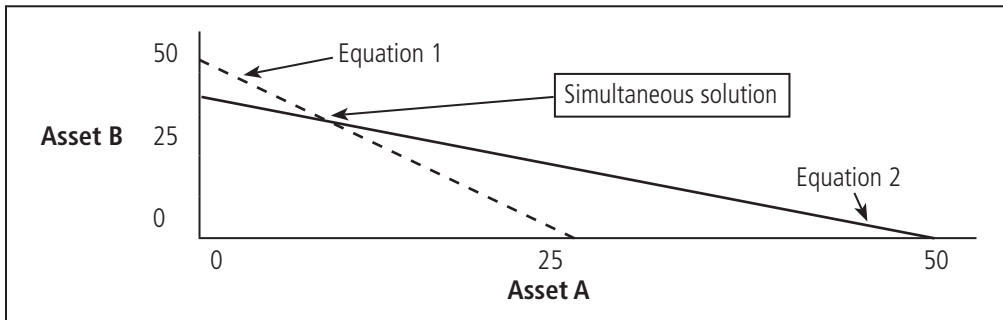 50
Equation 1
Simultaneous solution
Asset B
25
Equation 2
0
0 25 50
Asset A